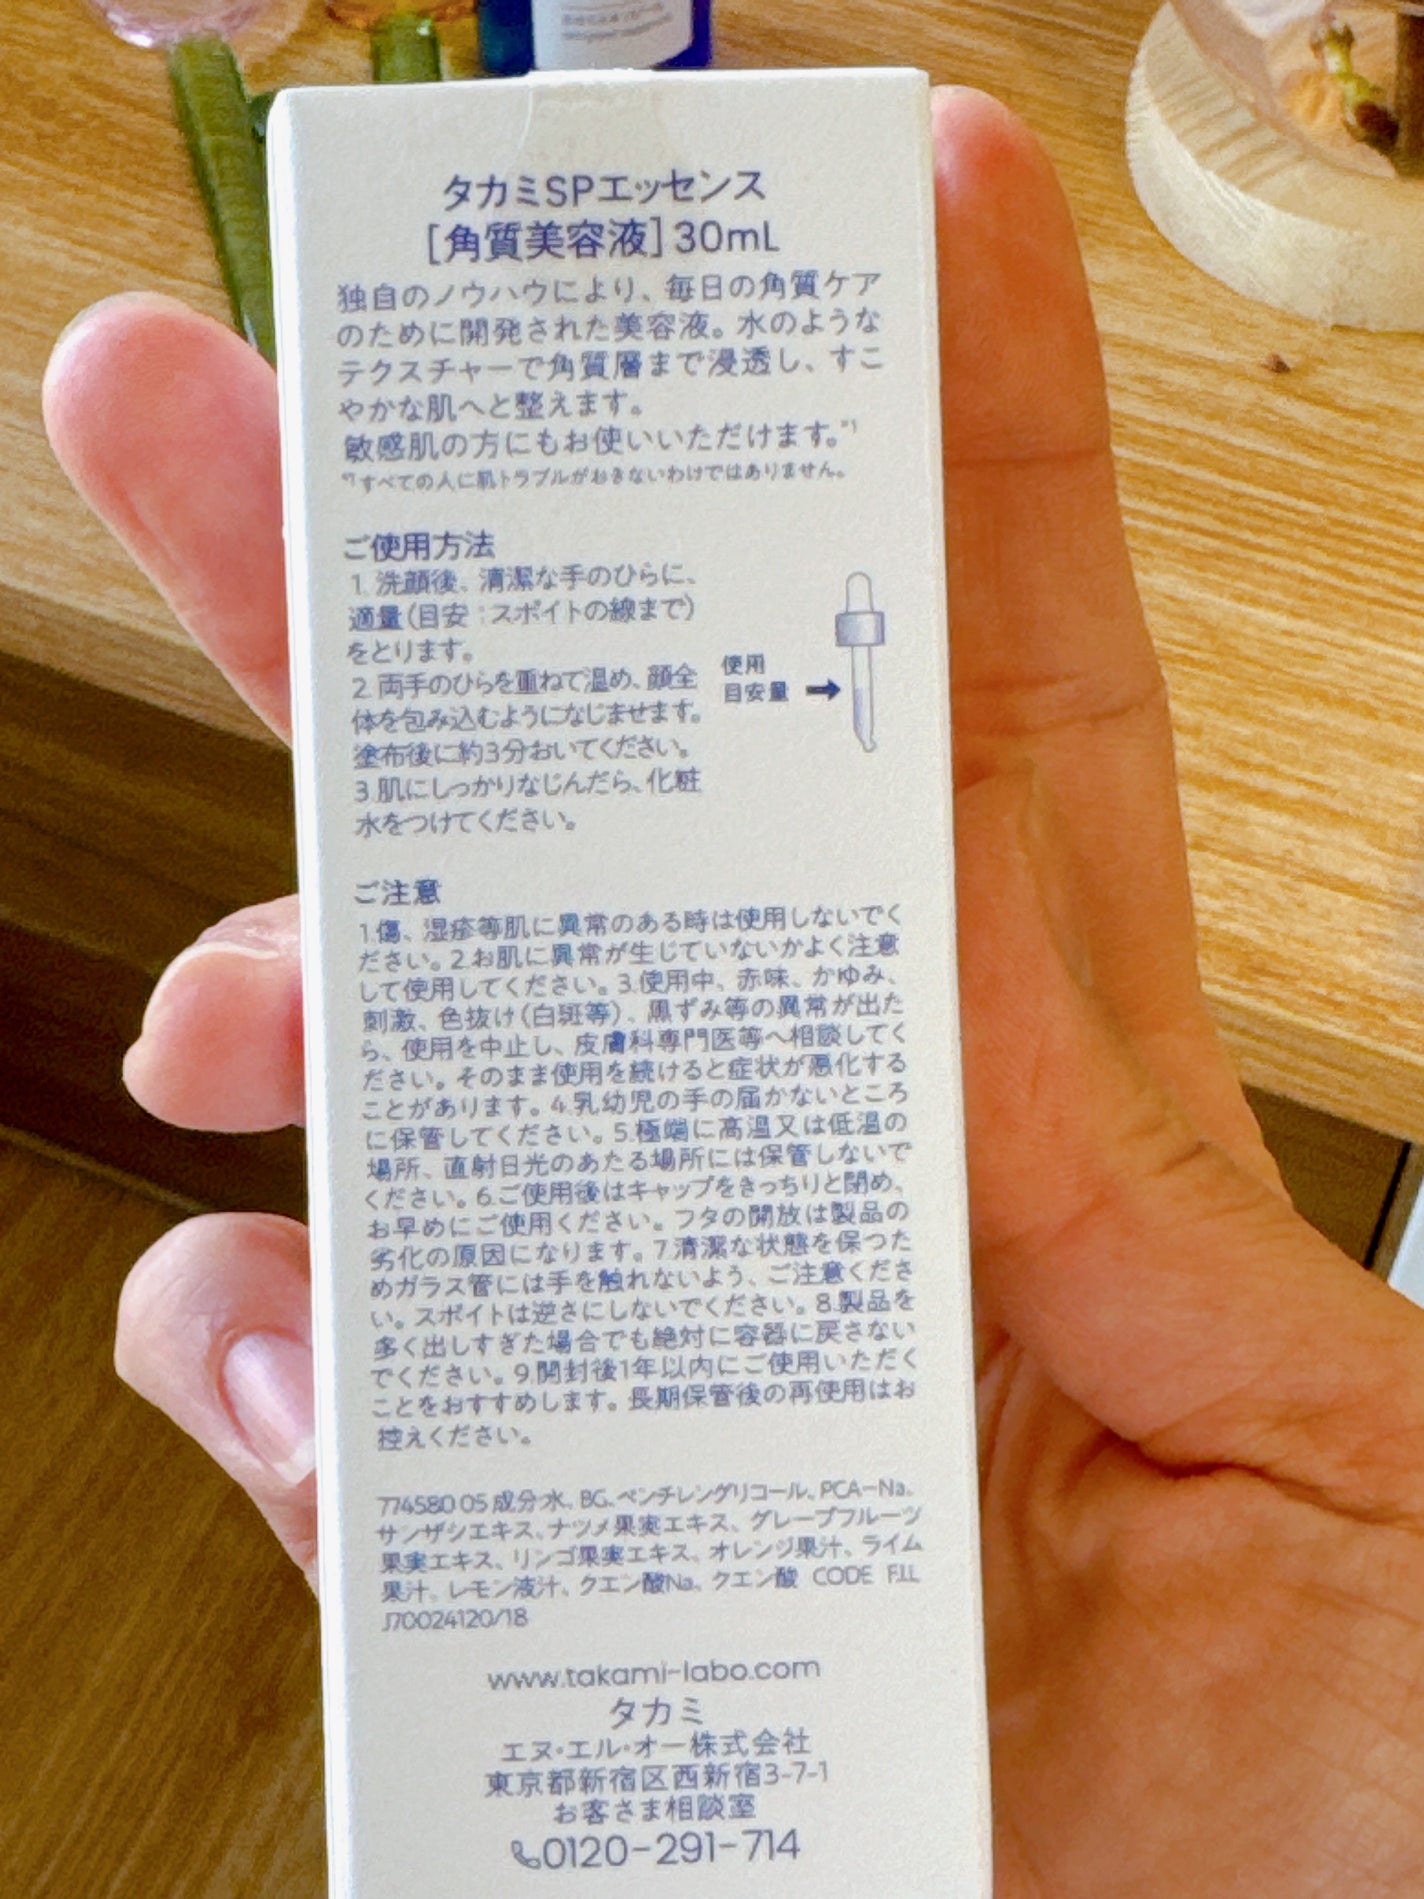 タカミSPエッセンス
[角質美容液]30mL
独自のノウハウにより、毎日の角質ケア
のために開発された美容液。水のような
テクスチャーで角質層まで浸透し、すこ
やかな肌へと整えます。
敏感肌の方にもお使いいただけます。*1
*1すべての人に肌トラブルがおきないわけではありません。
ご使用方法
1.洗顔後、清潔な手のひらに、
適量(目安:スポイトの線まで)
をとります。
2.両手のひらを重ねて温め、顔全
体を包み込むようになじませます。
塗布後に約3分おいてください。
3.肌にしっかりなじんだら、化粧
水をつけてください。
使用
目安量
ご注意
1.傷、湿疹等肌に異常のある時は使用しないでく
ださい。2.お肌に異常が生じていないかよく注意
して使用してください。3.使用中、赤味、かゆみ、
刺激、色抜け(白斑等)、黒ずみ等の異常が出た
ら、使用を中止し、皮膚科専門医等へ相談してく
ださい。そのまま使用を続けると症状が悪化する
ことがあります。4.乳幼児の手の届かないところ
に保管してください。5.極端に高温又は低温の
場所、直射日光のあたる場所には保管しないで
ください。6.ご使用後はキャップをきっちりと閉め、
お早めにご使用ください。フタの開放は製品の
劣化の原因になります。7.清潔な状態を保つた
めガラス管には手を触れないよう、ご注意くださ
い。スポイトは逆さにしないでください。8.製品を
多く出しすぎた場合でも絶対に容器に戻さない
でください。9.開封後1年以内にご使用いただく
ことをおすすめします。長期保管後の再使用はお
控えください。
774580 05 成分:水、BG、ペンチレングリコール、PCA-Na、
サンザシエキス、ナツメ果実エキス、グレープフルーツ
果実エキス、リンゴ果実エキス、オレンジ果汁、ライム
果汁、レモン液汁、クエン酸Na、クエン酸 CODE F.I.L
J70024120/18
www.takami-labo.com
タカミ
エヌ・エル・オー株式会社
東京都新宿区西新宿3-7-1
お客さま相談室
0120-291-714